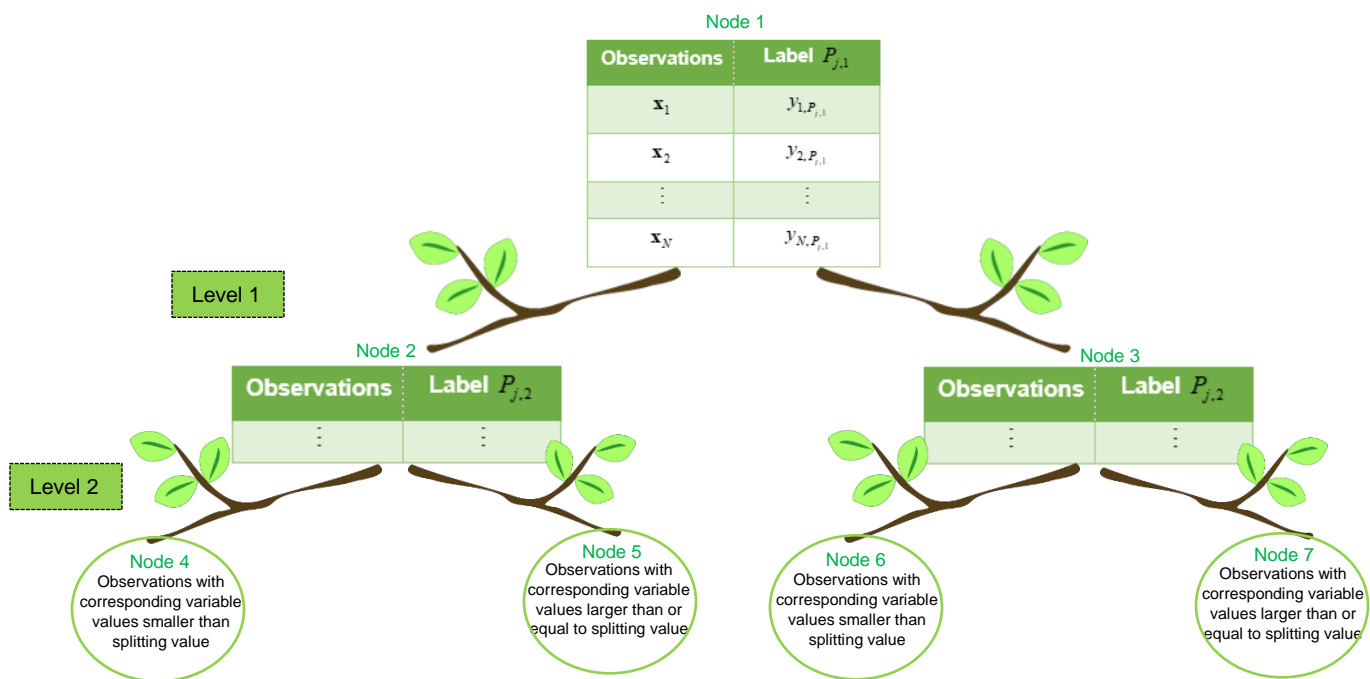 Node 1
Observations Label P_{j,1}
x_1 y_{1,P_{i,1}}
x_2 y_{2,P_{i,1}}
⋮ ⋮
x_N y_{N,P_{i,1}}
Level 1
Node 2
Observations Label P_{j,2}
⋮ ⋮
Node 3
Observations Label P_{j,2}
⋮ ⋮
Level 2
Node 4
Observations with
corresponding variable
values smaller than
splitting value
Node 5
Observations with
corresponding variable
values larger than or
equal to splitting value
Node 6
Observations with
corresponding variable
values smaller than
splitting value
Node 7
Observations with
corresponding variable
values larger than or
equal to splitting value